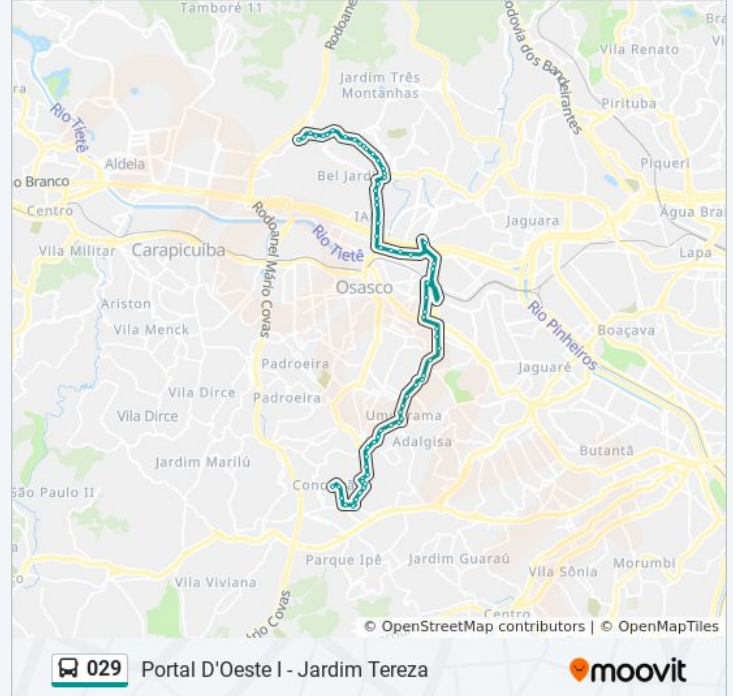 Tamboré 11
Rodoane
Rodovia dos Bandeirantes
Bra
Vi
Vila Renato
Jardim Três
Montanhas
ra
Rio Tietê
Pirituba
Aldeia
Bel Jard
Piqueri
o Branco
Centro
IA
Jaguara
Água Bra
Rio Tietê
Vila Militar
Carapicuíba
Lapa
Rodoanel Mário Covas
Osasco
Ariston
Vila Menck
Rio Pinheiros
Boaçava
Padroeira
Jaguaré
Vila Dirce
Padroeira
Vila Dirce
Umuarama
Adalgisa
Butantã
Jardim Marilú
São Paulo II
Parque Ipê
Jardim Guaraú
Morumbi
Vila Sônia
Vila Viviana
Centro
rio Covas
© OpenStreetMap contributors | © OpenMapTiles
029 Portal D'Oeste I - Jardim Tereza
moovit